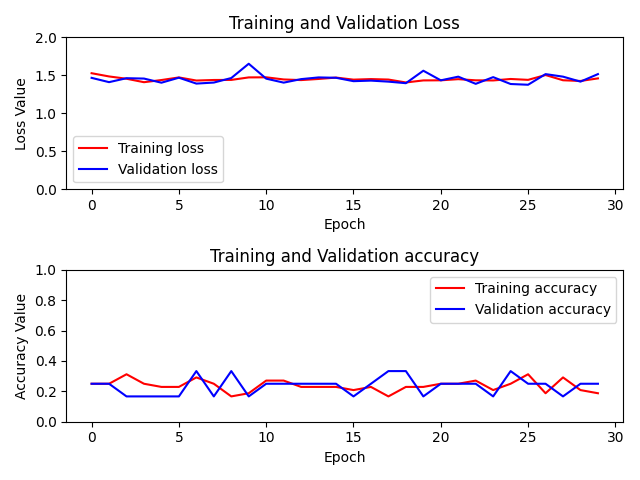 Training and Validation Loss
2.0
1.5
1.0
0.5
0.0
Loss Value
Training loss
Validation loss
0 5 10 15 20 25 30
Epoch
Training and Validation accuracy
1.0
0.8
0.6
0.4
0.2
0.0
Accuracy Value
Training accuracy
Validation accuracy
0 5 10 15 20 25 30
Epoch